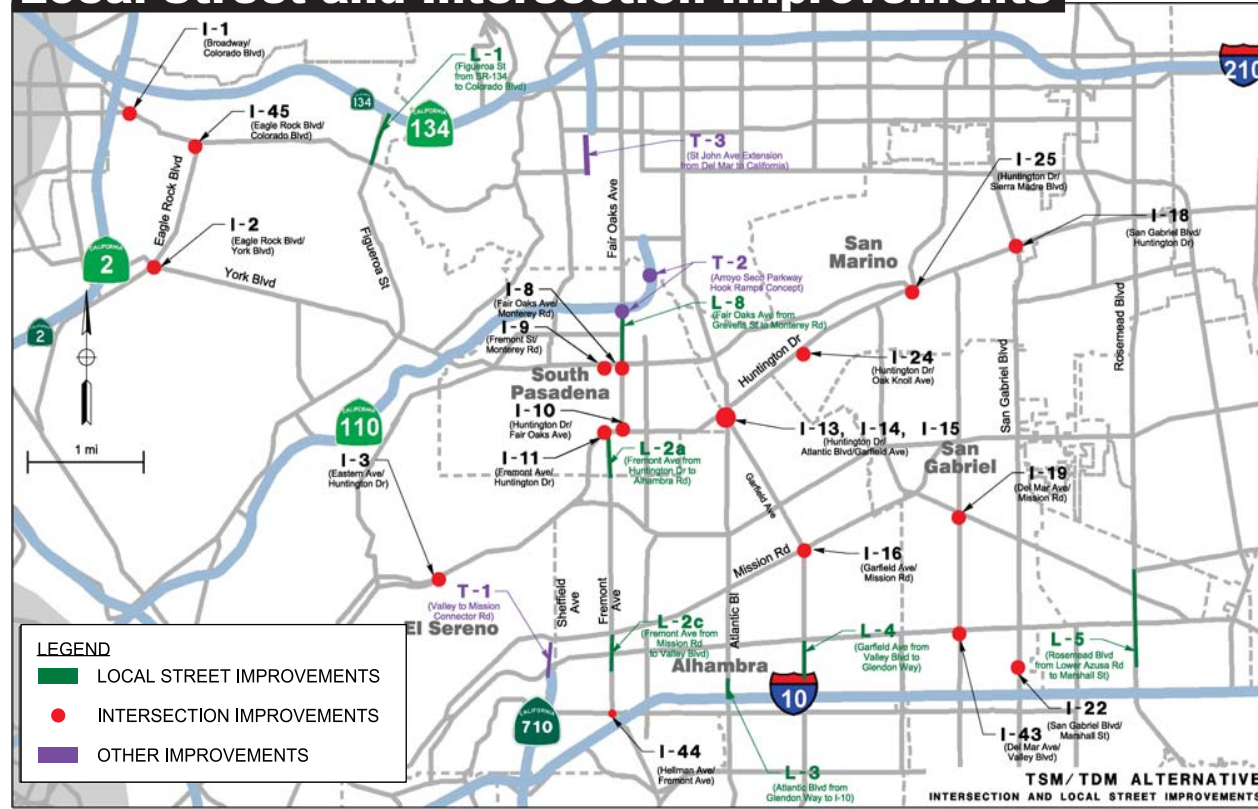 Local Street and Intersection Improvements
I-1
(Broadway/
Colorado Blvd)
L-1
(Figueroa St
from SR-134
to Colorado Blvd)
210
134
CALIFORNIA
134
I-45
(Eagle Rock Blvd/
Colorado Blvd)
T-3
(St John Ave Extension
from Del Mar to California)
I-25
(Huntington Dr/
Sierra Madre Blvd)
Eagle Rock Blvd
Fair Oaks Ave
I-18
(San Gabriel Blvd/
Huntington Dr)
I-2
(Eagle Rock Blvd/
York Blvd)
Figueroa St
San
Marino
CALIFORNIA
2
York Blvd
T-2
(Arroyo Seco Parkway
Hook Ramps Concept)
I-8
(Fair Oaks Ave/
Monterey Rd)
L-8
(Fair Oaks Ave from
Grevelia St to Monterey Rd)
Rosemead Blvd
2
I-9
(Fremont St/
Monterey Rd)
Huntington Dr
I-24
(Huntington Dr/
Oak Knoll Ave)
San Gabriel Blvd
South
Pasadena
CALIFORNIA
110
I-10
(Huntington Dr/
Fair Oaks Ave)
I-13, I-14, I-15
(Huntington Dr/
Atlantic Blvd/Garfield Ave)
1 mi
I-3
(Eastern Ave/
Huntington Dr)
I-11
(Fremont Ave/
Huntington Dr)
L-2a
(Fremont Ave from
Huntington Dr to
Alhambra Rd)
San
Gabriel
Garfield Ave
I-19
(Del Mar Ave/
Mission Rd)
Mission Rd
I-16
(Garfield Ave/
Mission Rd)
T-1
(Valley to Mission
Connector Rd)
Sheffield
Ave
Fremont
Ave
Atlantic Bl
El Sereno
L-2c
(Fremont Ave from
Mission Rd
to Valley Blvd)
L-4
(Garfield Ave from
Valley Blvd to
Glendon Way)
L-5
(Rosemead Blvd
from Lower Azusa Rd
to Marshall St)
Alhambra
10
CALIFORNIA
710
I-22
(San Gabriel Blvd/
Marshall St)
I-43
(Del Mar Ave/
Valley Blvd)
I-44
(Hellman Ave/
Fremont Ave)
L-3
(Atlantic Blvd from
Glendon Way to I-10)
LEGEND
LOCAL STREET IMPROVEMENTS
INTERSECTION IMPROVEMENTS
OTHER IMPROVEMENTS
TSM/TDM ALTERNATIVE
INTERSECTION AND LOCAL STREET IMPROVEMENTS